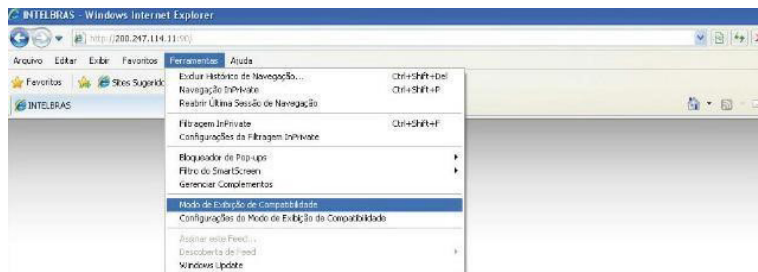 INTELBRAS - Windows Internet Explorer
http://200.247.114.11:90/
Arquivo Editar Exibir Favoritos Ferramentas Ajuda
Favoritos Sites Sugerido
INTELBRAS
Excluir Histórico de Navegação... Ctrl+Shift+Del
Navegação InPrivate Ctrl+Shift+P
Reabrir Última Sessão de Navegação
Filtragem InPrivate Ctrl+Shift+F
Configurações da Filtragem InPrivate
Bloqueador de Pop-ups
Filtro do SmartScreen
Gerenciar Complementos
Modo de Exibição de Compatibilidade
Configurações do Modo de Exibição de Compatibilidade
Assinar este Feed...
Descoberta de Feed
Windows Update